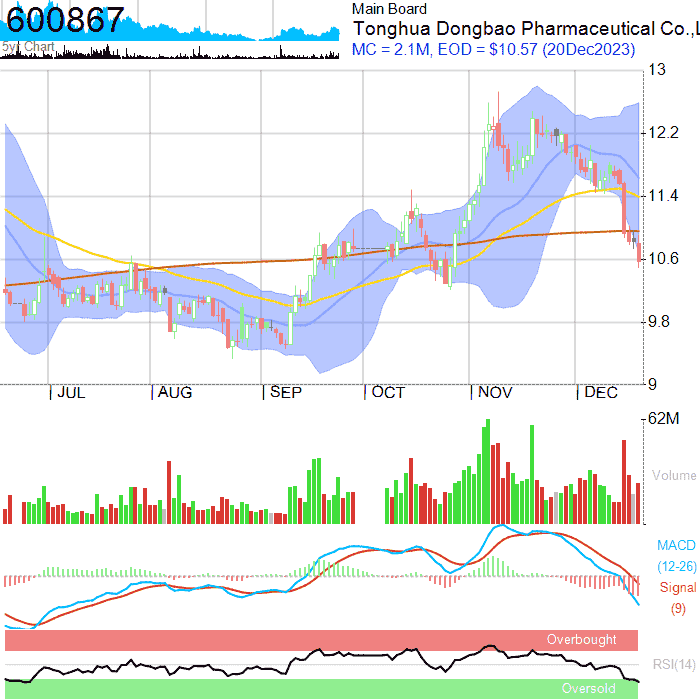 600867
5yr Chart
Main Board
Tonghua Dongbao Pharmaceutical Co.,L
MC = 2.1M, EOD = $10.57 (20Dec2023)
13
12.2
11.4
10.6
9.8
9
JUL AUG SEP OCT NOV DEC
62M
Volume
MACD
(12-26)
Signal
(9)
Overbought
RSI(14)
Oversold